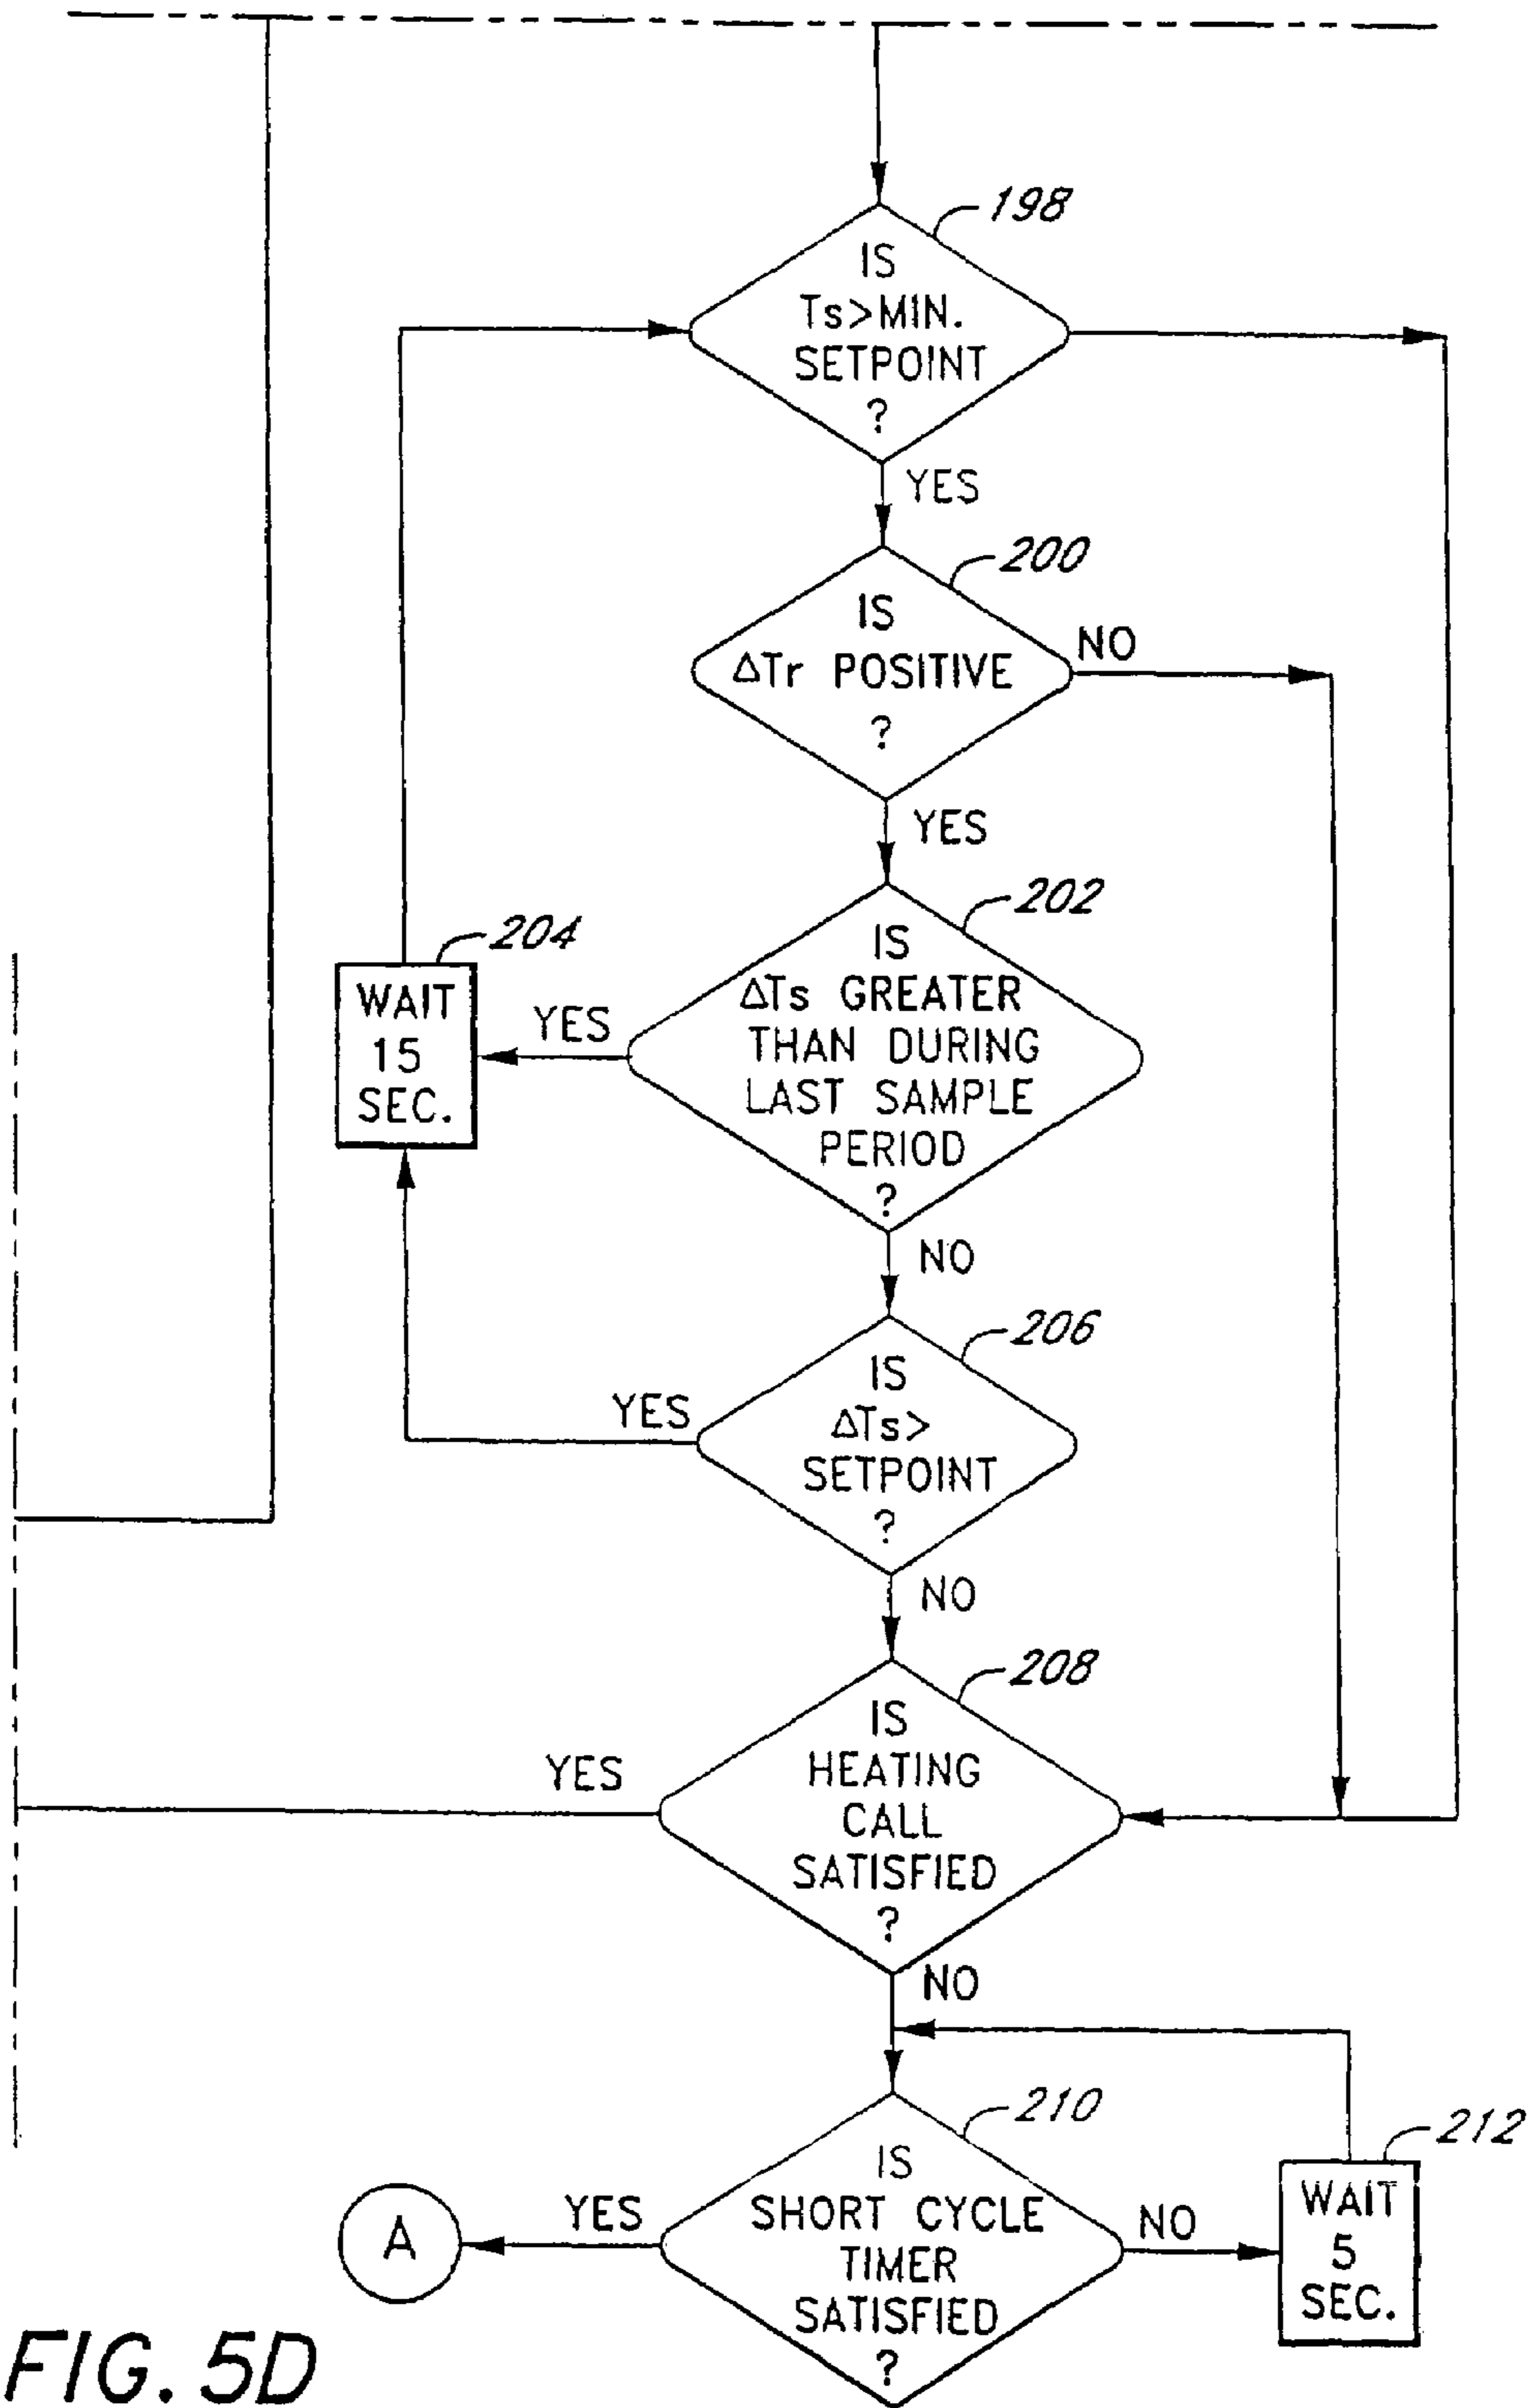 198
IS
Ts>MIN.
SETPOINT
?
YES
200
IS
ΔTr POSITIVE
?
NO
YES
202
IS
ΔTs GREATER
THAN DURING
LAST SAMPLE
PERIOD
?
YES
204
WAIT
15
SEC.
NO
206
IS
ΔTs>
SETPOINT
?
YES
NO
208
IS
HEATING
CALL
SATISFIED
?
YES
NO
210
IS
SHORT CYCLE
TIMER
SATISFIED
?
YES
A
NO
212
WAIT
5
SEC.
FIG. 5D